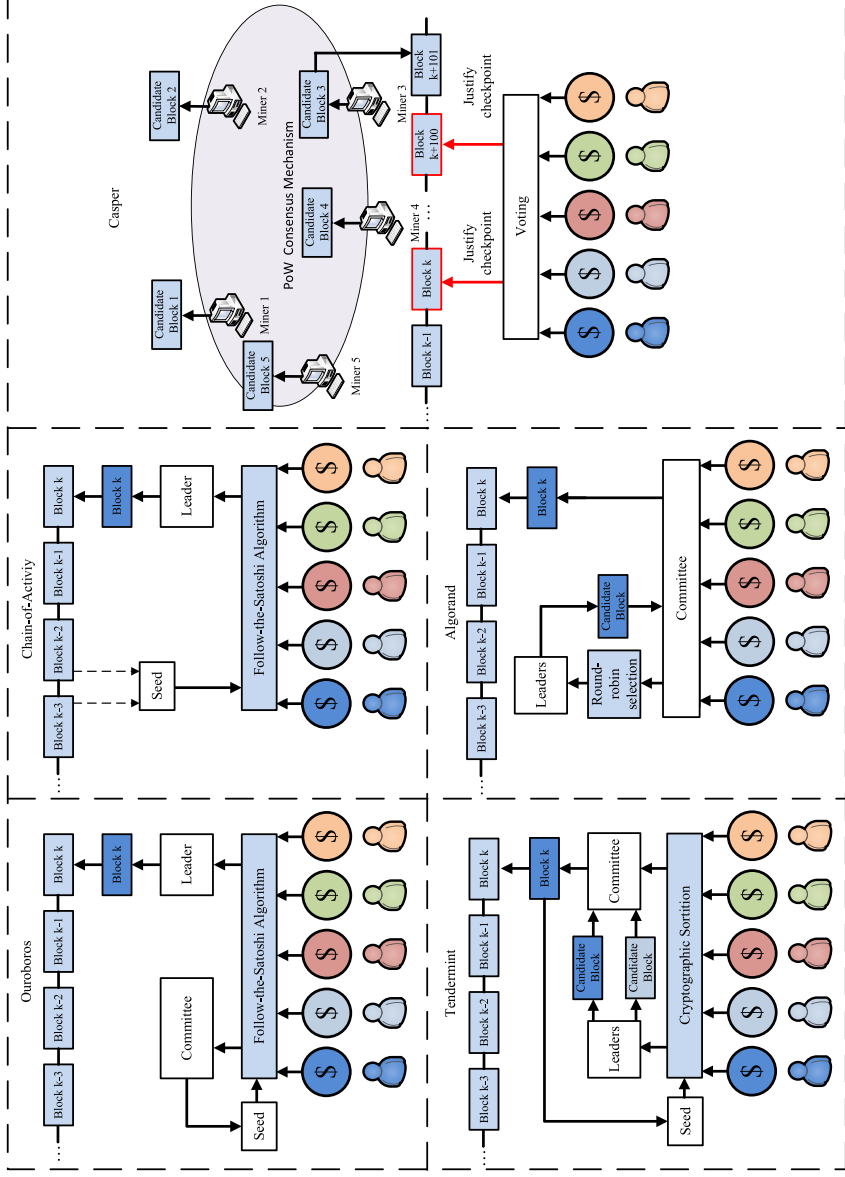 Ouroboros
...
Block k-3
Block k-2
Block k-1
Block k
Block k
Committee
Leader
Seed
Follow-the-Satoshi Algorithm
$
$
$
$
$
Chain-of-Activiy
...
Block k-3
Block k-2
Block k-1
Block k
Block k
Seed
Leader
Follow-the-Satoshi Algorithm
$
$
$
$
$
Tendermint
...
Block k-3
Block k-2
Block k-1
Block k
Block k
Candidate
Block
Candidate
Block
Leaders
Committee
Seed
Cryptographic Sortition
$
$
$
$
$
Algorand
...
Block k-3
Block k-2
Block k-1
Block k
Block k
Leaders
Candidate
Block
Round-
robin
selection
Committee
$
$
$
$
$
Casper
Candidate
Block 1
Candidate
Block 2
Miner 1
Miner 2
Candidate
Block 5
PoW Consensus Mechanism
Candidate
Block 4
Candidate
Block 3
Miner 5
Miner 4
Miner 3
...
Block k-1
Block k
...
Block
k+100
Block
k+101
Justify
checkpoint
Justify
checkpoint
Voting
$
$
$
$
$